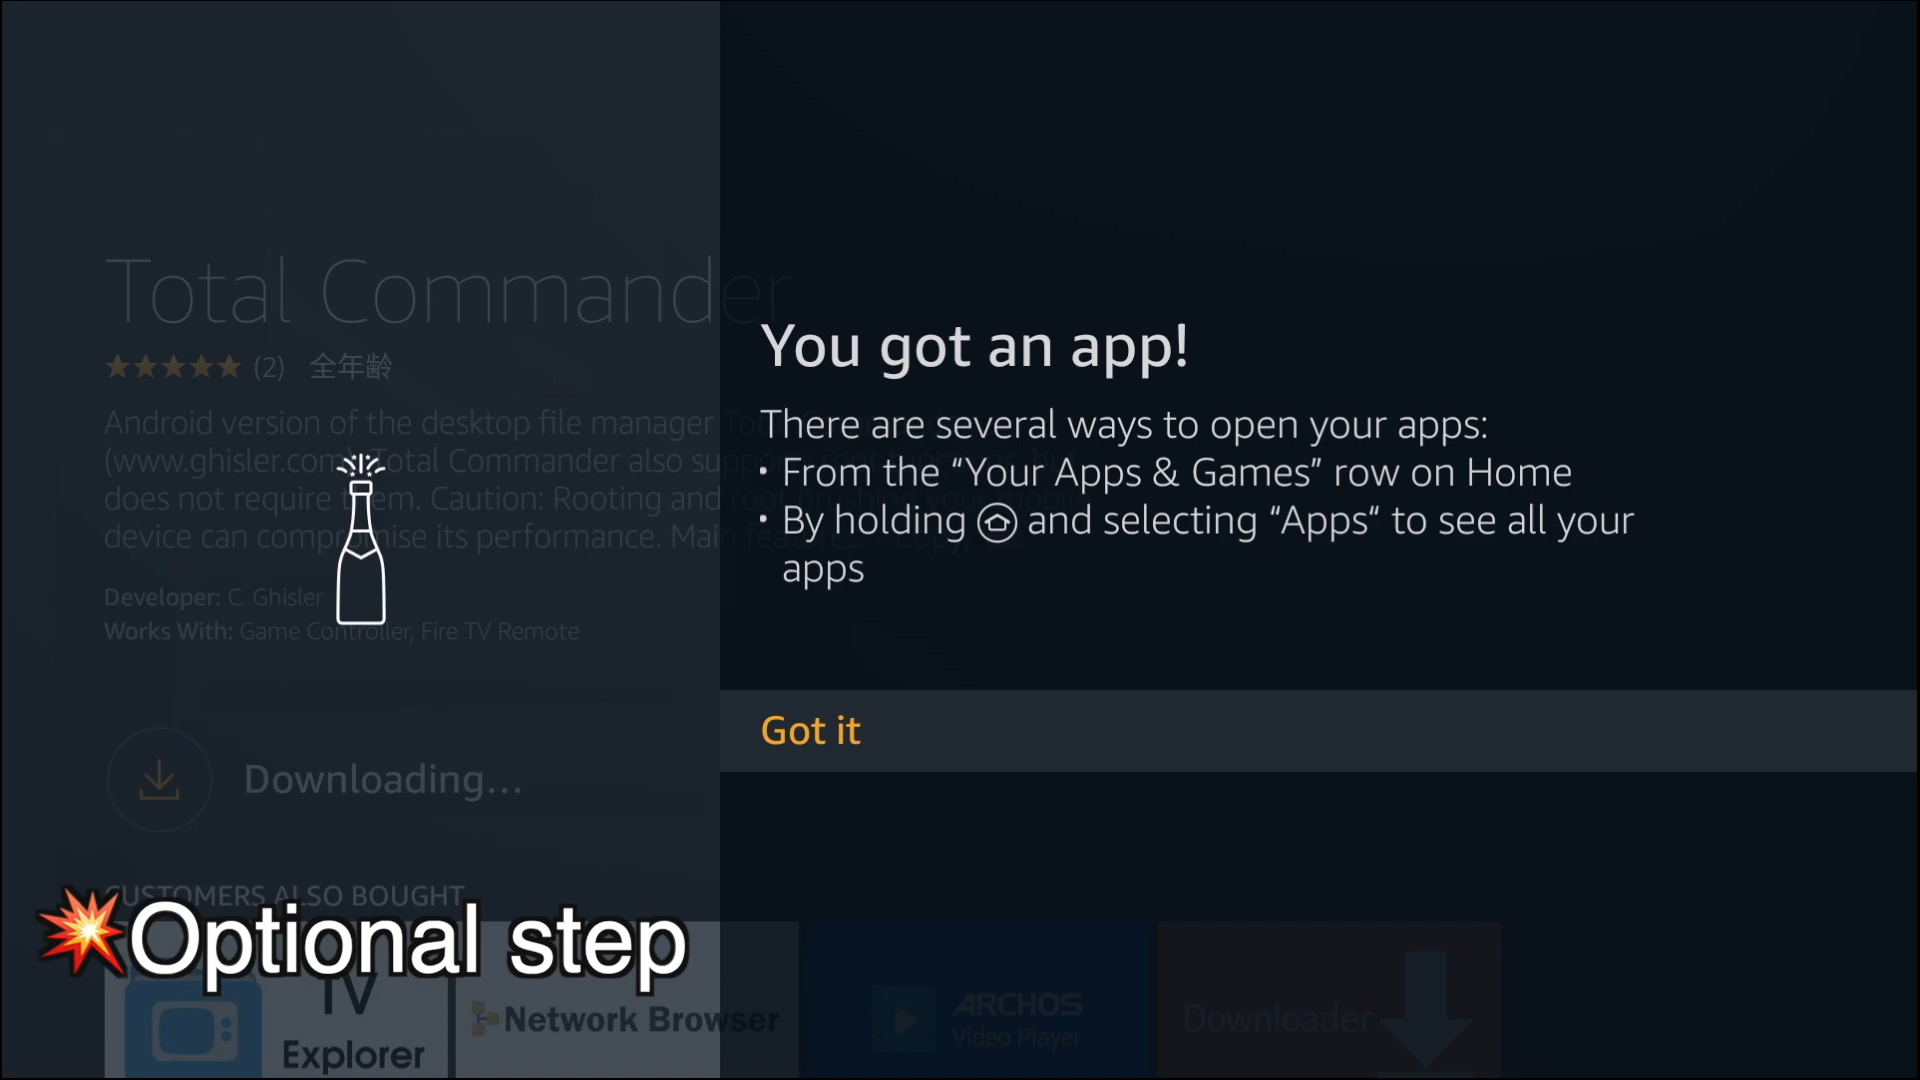 Total Commander
(2) 全年齢
Android version of the desktop file manager
(www.ghisler.com Total Commander also
does not require them. Caution: Rooting and
device can compromise its performance. Main
Developer: C. Ghisler
Works With: Game Controller, Fire TV Remote
Downloading...
CUSTOMERS ALSO BOUGHT
You got an app!
There are several ways to open your apps:
• From the “Your Apps & Games” row on Home
• By holding and selecting “Apps“ to see all your
apps
Got it
💥Optional step
TV
Explorer
Network Browser
ARCHOS
Video Player
Downloader